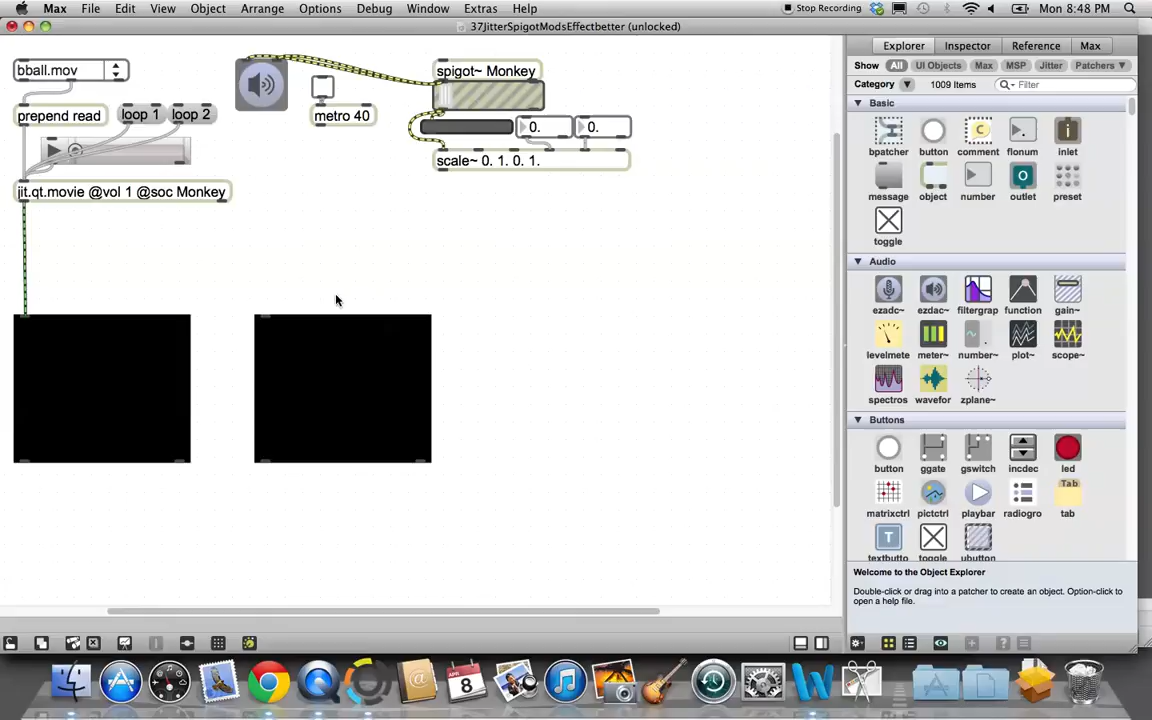 Max File Edit View Object Arrange Options Debug Window Extras Help
Stop Recording Mon 8:48 PM
37JitterSpigotModsEffectbetter (unlocked)
bball.mov
spigot~ Monkey
prepend read
loop 1
loop 2
metro 40
0.
0.
scale~ 0. 1. 0. 1.
jit.qt.movie @vol 1 @soc Monkey
Explorer Inspector Reference Max
Show All UI Objects Max MSP Jitter Patchers ▼
Category ▼ 1009 Items Filter
Basic
bpatcher button comment flonum inlet
message object number outlet preset
toggle
Audio
ezadc~ ezdac~ filtergrap function gain~
levelmete meter~ number~ plot~ scope~
spectros wavefor zplane~
Buttons
button ggate gswitch incdec led
Tab
matrixctrl pictctrl playbar radiogro tab
T
textbutto toggle ubutton
Welcome to the Object Explorer
Double-click or drag into a patcher to create an object. Option-click to
open a help file.
APR
8